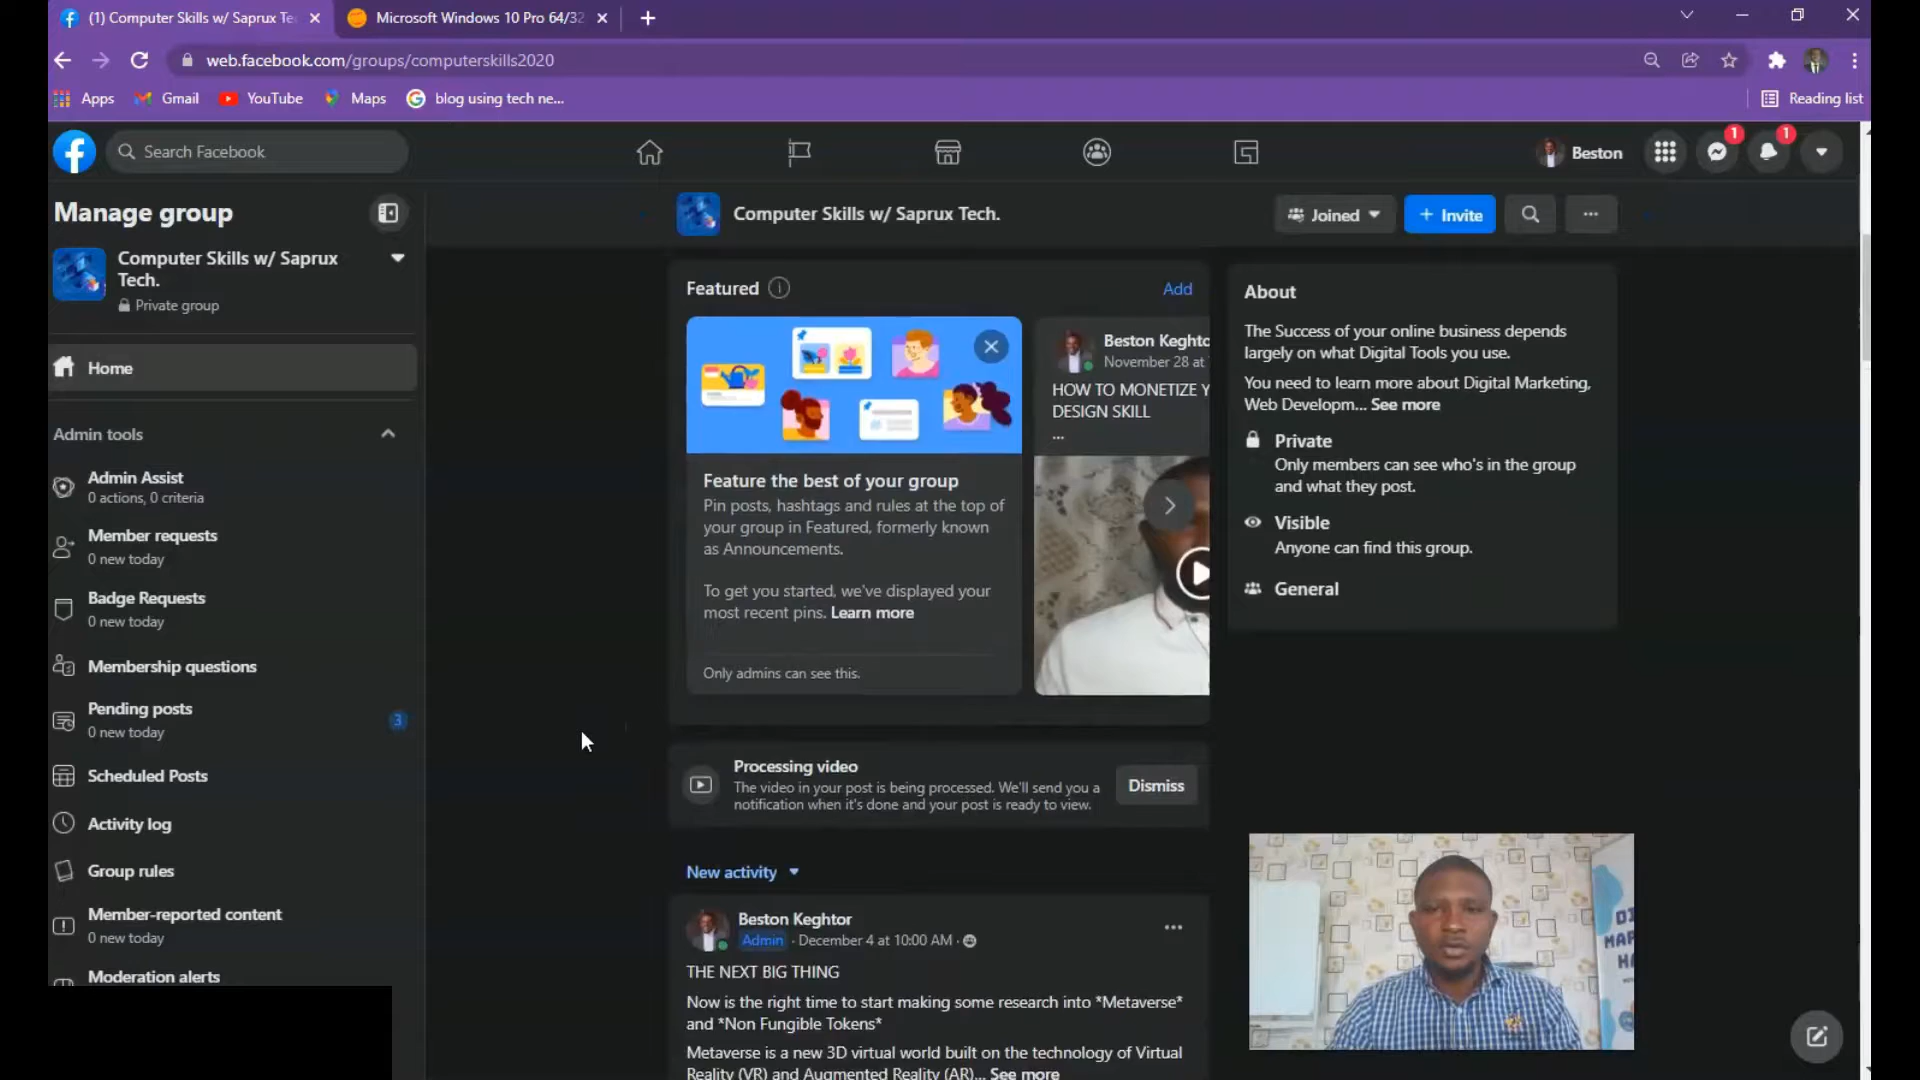 (1) Computer Skills w/ Saprux Te
Microsoft Windows 10 Pro 64/32
web.facebook.com/groups/computerskills2020
Apps
Gmail
YouTube
Maps
blog using tech ne...
Reading list
Search Facebook
Beston
1
1
Manage group
Computer Skills w/ Saprux
Tech.
Private group
Home
Admin tools
Admin Assist
0 actions, 0 criteria
Member requests
0 new today
Badge Requests
0 new today
Membership questions
Pending posts
0 new today
3
Scheduled Posts
Activity log
Group rules
Member-reported content
0 new today
Moderation alerts
Computer Skills w/ Saprux Tech.
Joined
+ Invite
Featured
Add
Feature the best of your group
Pin posts, hashtags and rules at the top of
your group in Featured, formerly known
as Announcements.
To get you started, we've displayed your
most recent pins. Learn more
Only admins can see this.
Beston Keghto
November 28 at
HOW TO MONETIZE Y
DESIGN SKILL
...
Processing video
The video in your post is being processed. We'll send you a
notification when it's done and your post is ready to view.
Dismiss
New activity
Beston Keghtor
Admin · December 4 at 10:00 AM ·
THE NEXT BIG THING
Now is the right time to start making some research into *Metaverse*
and *Non Fungible Tokens*
Metaverse is a new 3D virtual world built on the technology of Virtual
Reality (VR) and Augmented Reality (AR)... See more
About
The Success of your online business depends
largely on what Digital Tools you use.
You need to learn more about Digital Marketing,
Web Developm... See more
Private
Only members can see who's in the group
and what they post.
Visible
Anyone can find this group.
General